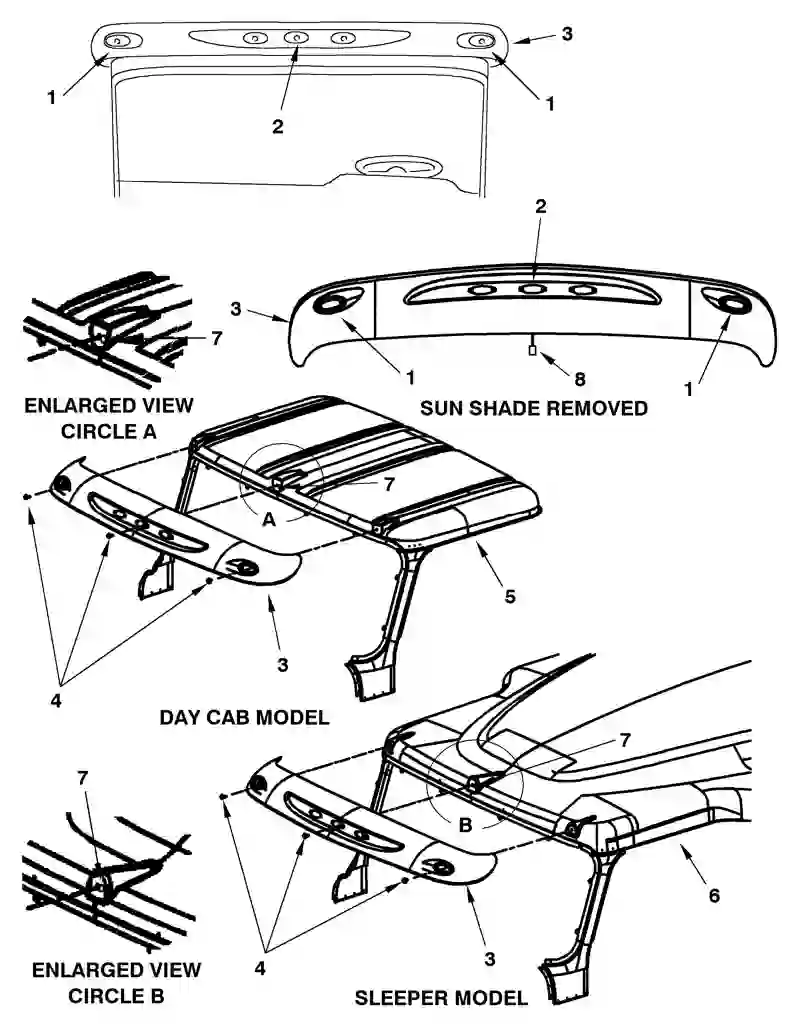 3
1
1
2
2
3
7
8
1
1
ENLARGED VIEW
CIRCLE A
SUN SHADE REMOVED
7
A
5
3
4
DAY CAB MODEL
7
7
B
6
4
3
ENLARGED VIEW
CIRCLE B
SLEEPER MODEL